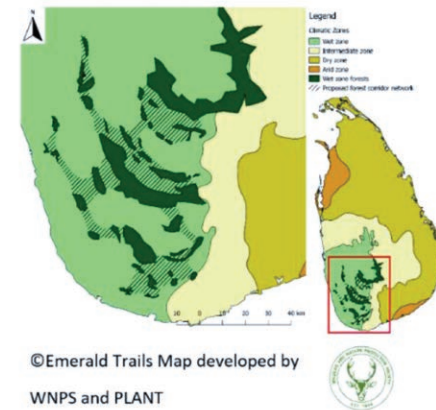 N
Legend
Climatic Zones
Wet zone
Intermediate zone
Dry zone
Arid zone
Wet zone forests
Proposed forest corridor network
10 0 10 20 30 40 km
©Emerald Trails Map developed by
WNPS and PLANT